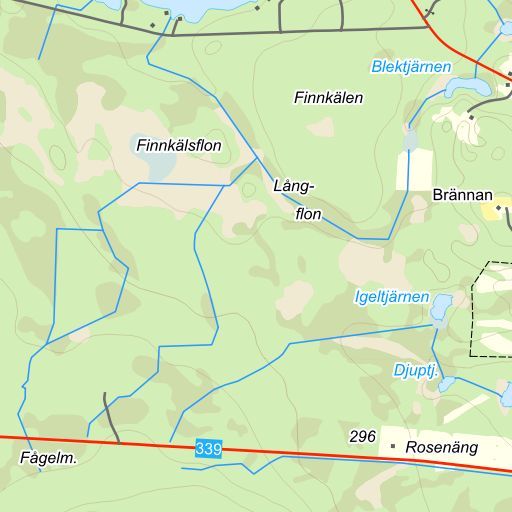 Blektjärnen
Finnkälen
Finnkälsflon
Lång-
flon
Brännan
Igeltjärnen
Djuptj.
339
296
Rosenäng
Fågelm.